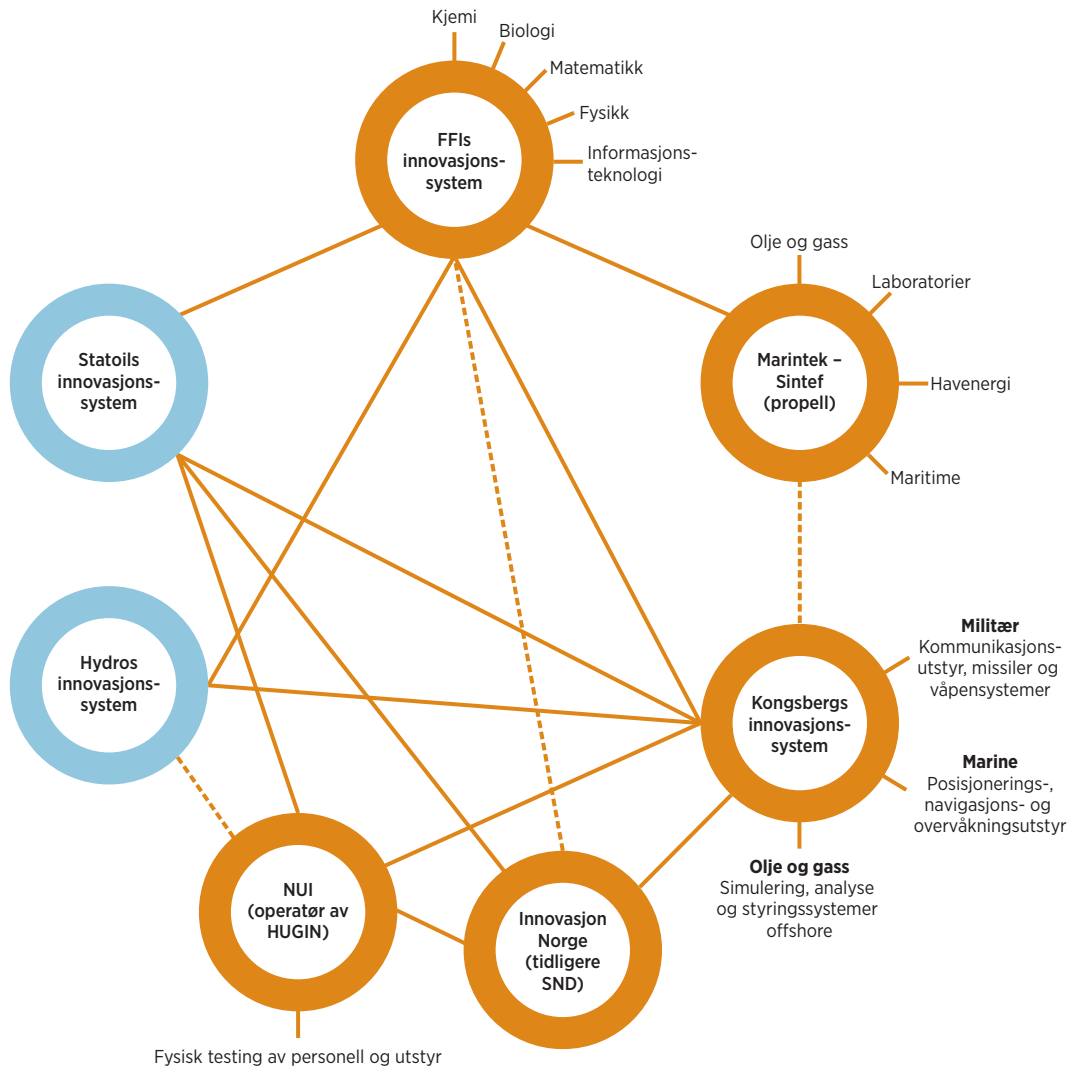 Kjemi
Biologi
Matematikk
Fysikk
Informasjons-
teknologi
FFIs
innovasjons-
system
Olje og gass
Laboratorier
Havenergi
Maritime
Marintek –
Sintef
(propell)
Statoils
innovasjons-
system
Hydros
innovasjons-
system
Kongsbergs
innovasjons-
system
Militær
Kommunikasjons-
utstyr, missiler og
våpensystemer
Marine
Posisjonerings-,
navigasjons- og
overvåkningsutstyr
Olje og gass
Simulering, analyse
og styringssystemer
offshore
NUI
(operatør av
HUGIN)
Innovasjon
Norge
(tidligere
SND)
Fysisk testing av personell og utstyr